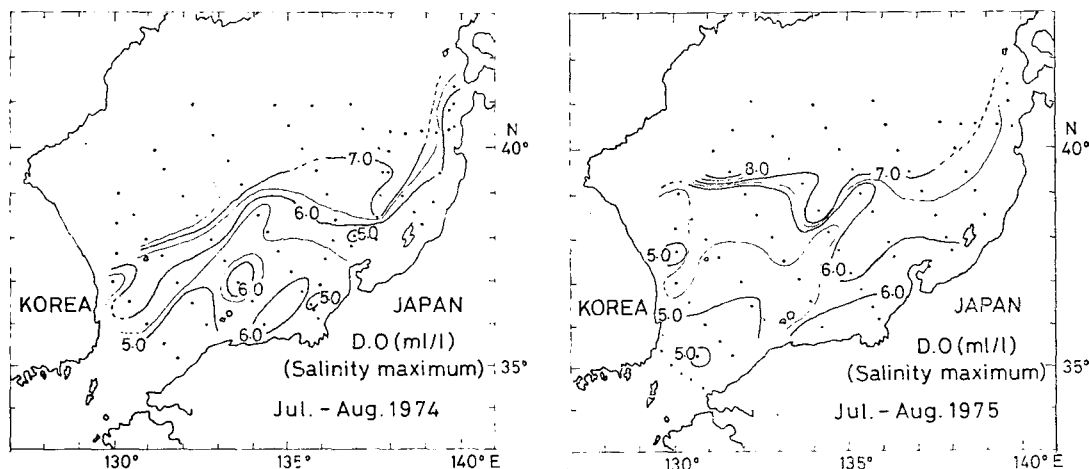 7.0
6.0
5.0
6.0
5.0
6.0
5.0
KOREA
JAPAN
D.O (ml/l)
(Salinity maximum)
Jul. - Aug. 1974
N
40°
35°
130°
135°
140° E
8.0
7.0
5.0
6.0
5.0
6.0
5.0
KOREA
JAPAN
D.O (ml/l)
(Salinity maximum)
Jul. - Aug. 1975
N
40°
35°
130°
135°
140° E